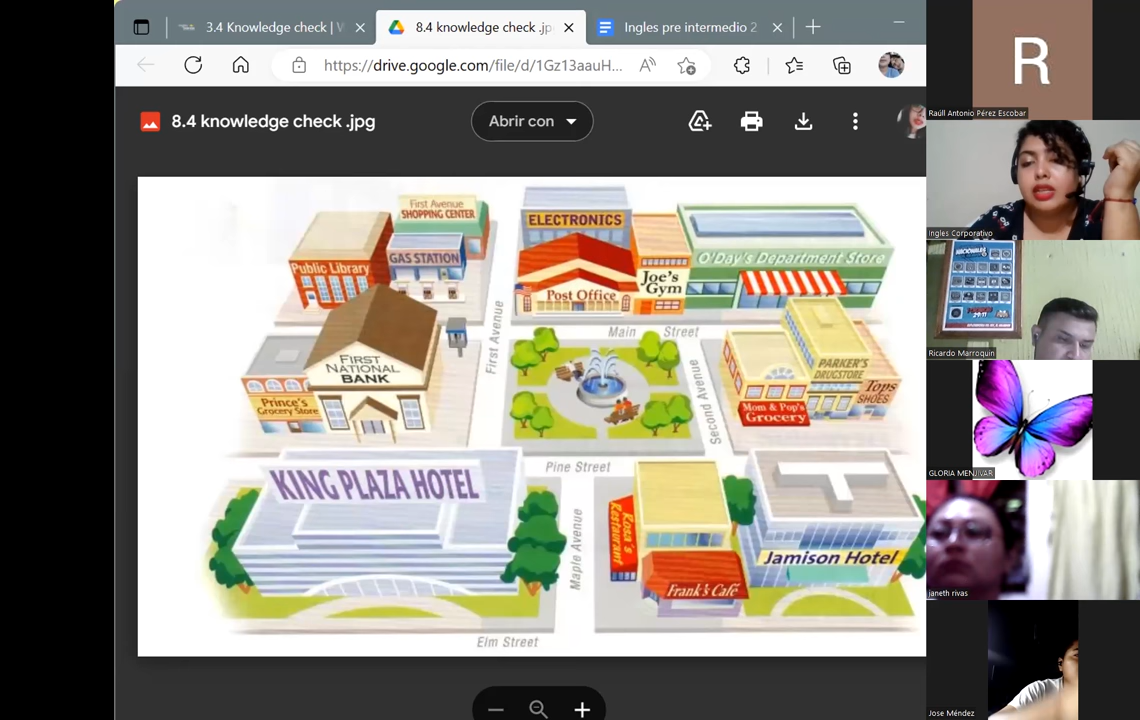 3.4 Knowledge check | V
8.4 knowledge check .jp
Ingles pre intermedio 2
https://drive.google.com/file/d/1Gz13aauH...
8.4 knowledge check .jpg
Abrir con
First Avenue
SHOPPING CENTER
Public Library
GAS STATION
ELECTRONICS
Post Office
Joe's
Gym
O'Day's Department Store
Main Street
First Avenue
FIRST
NATIONAL
BANK
Prince's
Grocery Store
Second Avenue
PARKER'S
DRUGSTORE
Tops
SHOES
Mom & Pop's
Grocery
Pine Street
KING PLAZA HOTEL
Maple Avenue
Rosa's
Restaurant
Frank's Café
Jamison Hotel
Elm Street
R
Raúl Antonio Pérez Escobar
Ingles Corporativo
Ricardo Marroquin
GLORIA MENJIVAR
janeth rivas
Jose Méndez